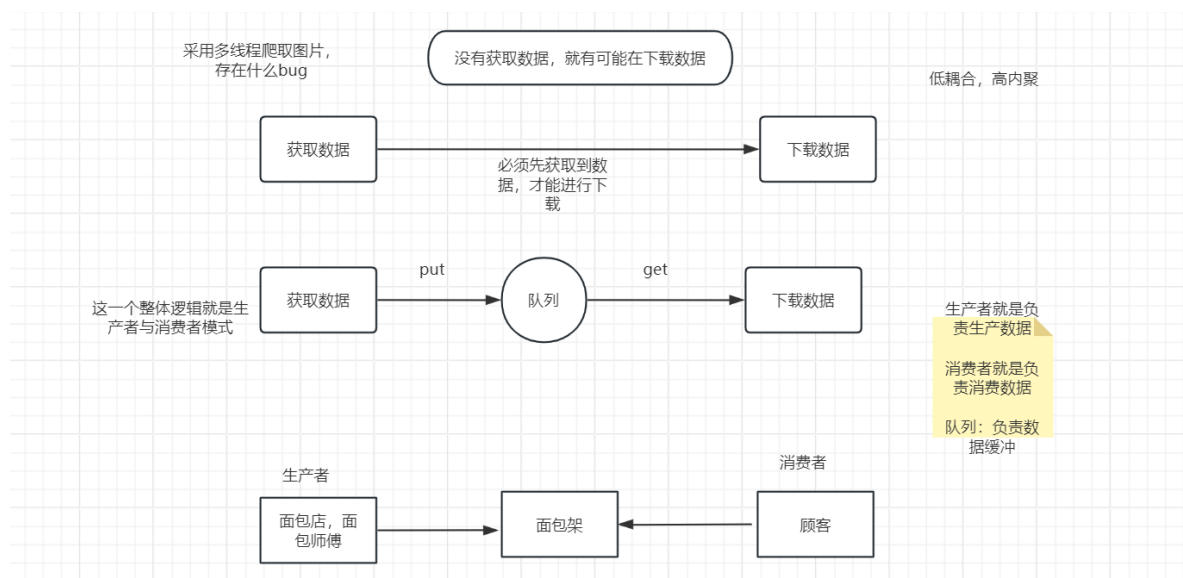 采用多线程爬取图片，
存在什么bug
没有获取数据，就有可能在下载数据
低耦合，高内聚
获取数据
下载数据
必须先获取到数
据，才能进行下
载
put
get
获取数据
队列
下载数据
这一个整体逻辑就是生
产者与消费者模式
生产者就是负
责生产数据
消费者就是负
责消费数据
队列：负责数
据缓冲
生产者
消费者
面包店，面
包师傅
面包架
顾客